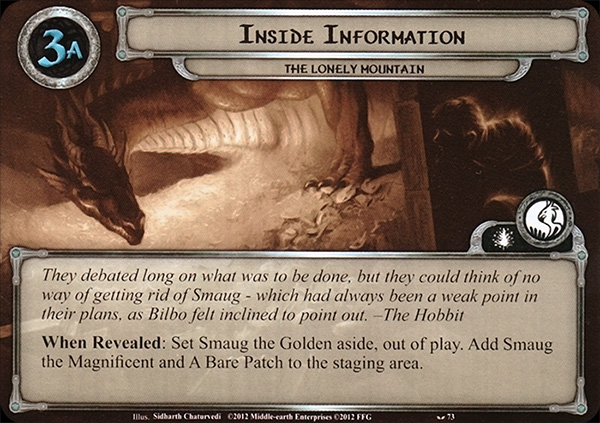 3A
INSIDE INFORMATION
THE LONELY MOUNTAIN
They debated long on what was to be done, but they could think of no
way of getting rid of Smaug - which had always been a weak point in
their plans, as Bilbo felt inclined to point out. –The Hobbit
When Revealed: Set Smaug the Golden aside, out of play. Add Smaug
the Magnificent and A Bare Patch to the staging area.
Illus. Sidharth Chaturvedi ©2012 Middle-earth Enterprises ©2012 FFG 73